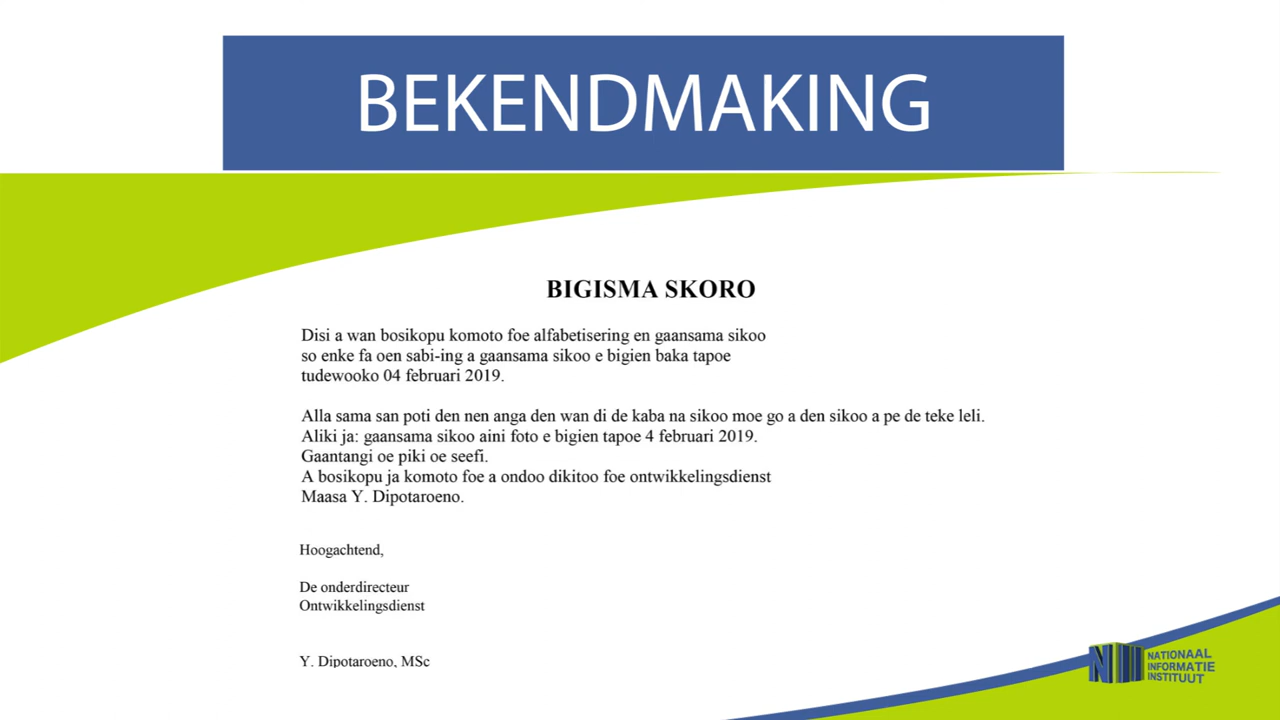 BEKENDMAKING
BIGISMA SKORO
Disi a wan bosikopu komoto foe alfabetisering en gaansama sikoo
so enke fa oen sabi-ing a gaansama sikoo e bigien baka tapoe
tudewooko 04 februari 2019.
Alla sama san poti den nen anga den wan di de kaba na sikoo moe go a den sikoo a pe de teke leli.
Aliki ja: gaansama sikoo aini foto e bigien tapoe 4 februari 2019.
Gaantangi oe piki oe seefi.
A bosikopu ja komoto foe a ondoo dikitoo foe ontwikkelingsdienst
Maasa Y. Dipotaroeno.
Hoogachtend,
De onderdirecteur
Ontwikkelingsdienst
Y. Dipotaroeno, MSc
NII
NATIONAAL
INFORMATIE
INSTITUUT